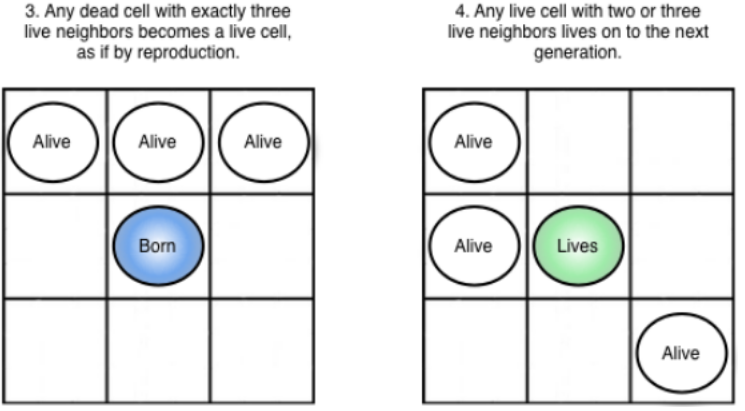 3. Any dead cell with exactly three
live neighbors becomes a live cell,
as if by reproduction.
Alive
Alive
Alive
Born
4. Any live cell with two or three
live neighbors lives on to the next
generation.
Alive
Alive
Lives
Alive